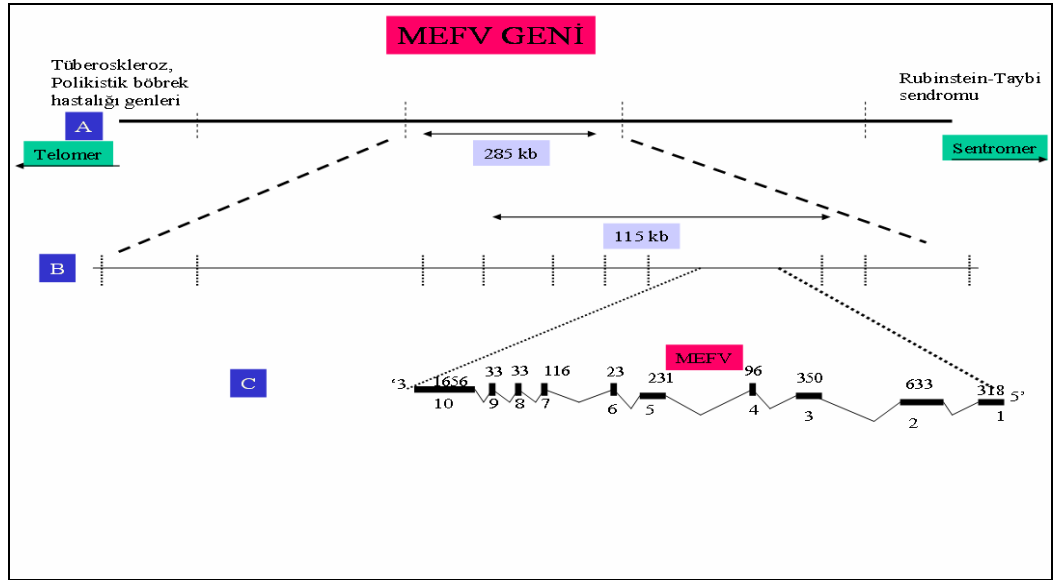 MEFV GENİ
Tüberoskleroz,
Polikistik böbrek
hastalığı genleri
Rubinstein-Taybi
sendromu
A
Telomer
285 kb
Sentromer
115 kb
B
MEFV
C
‘3 1656 33 33 116 23 231 96 350 633 318 5’
10 9 8 7 6 5 4 3 2 1